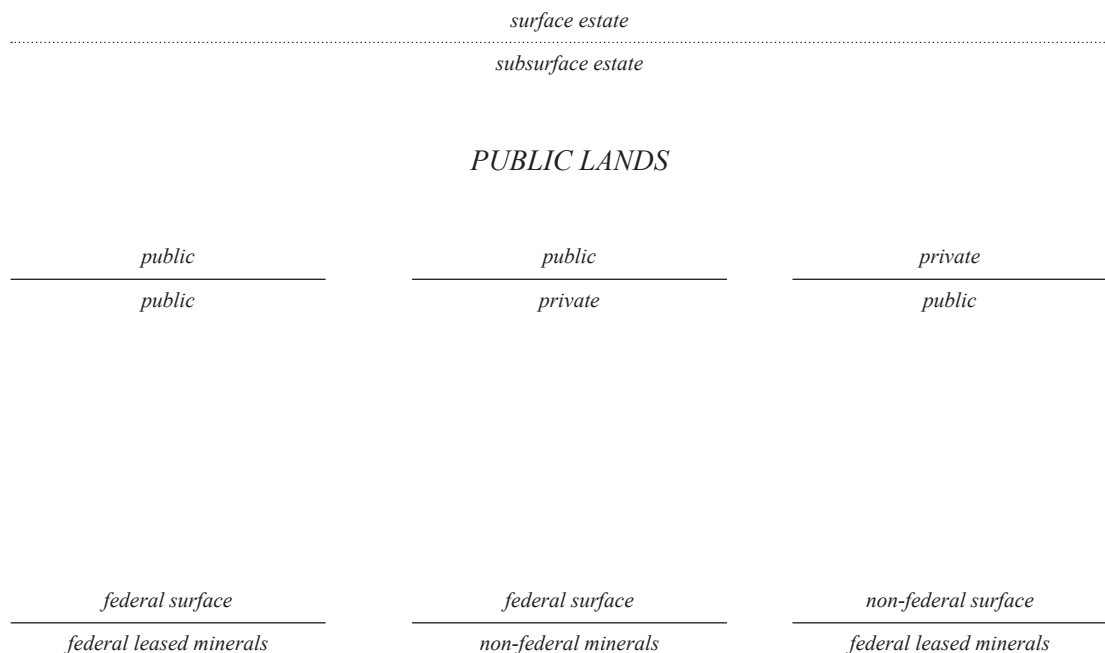 surface estate
subsurface estate
PUBLIC LANDS
public public private
public private public
federal surface federal surface non-federal surface
federal leased minerals non-federal minerals federal leased minerals